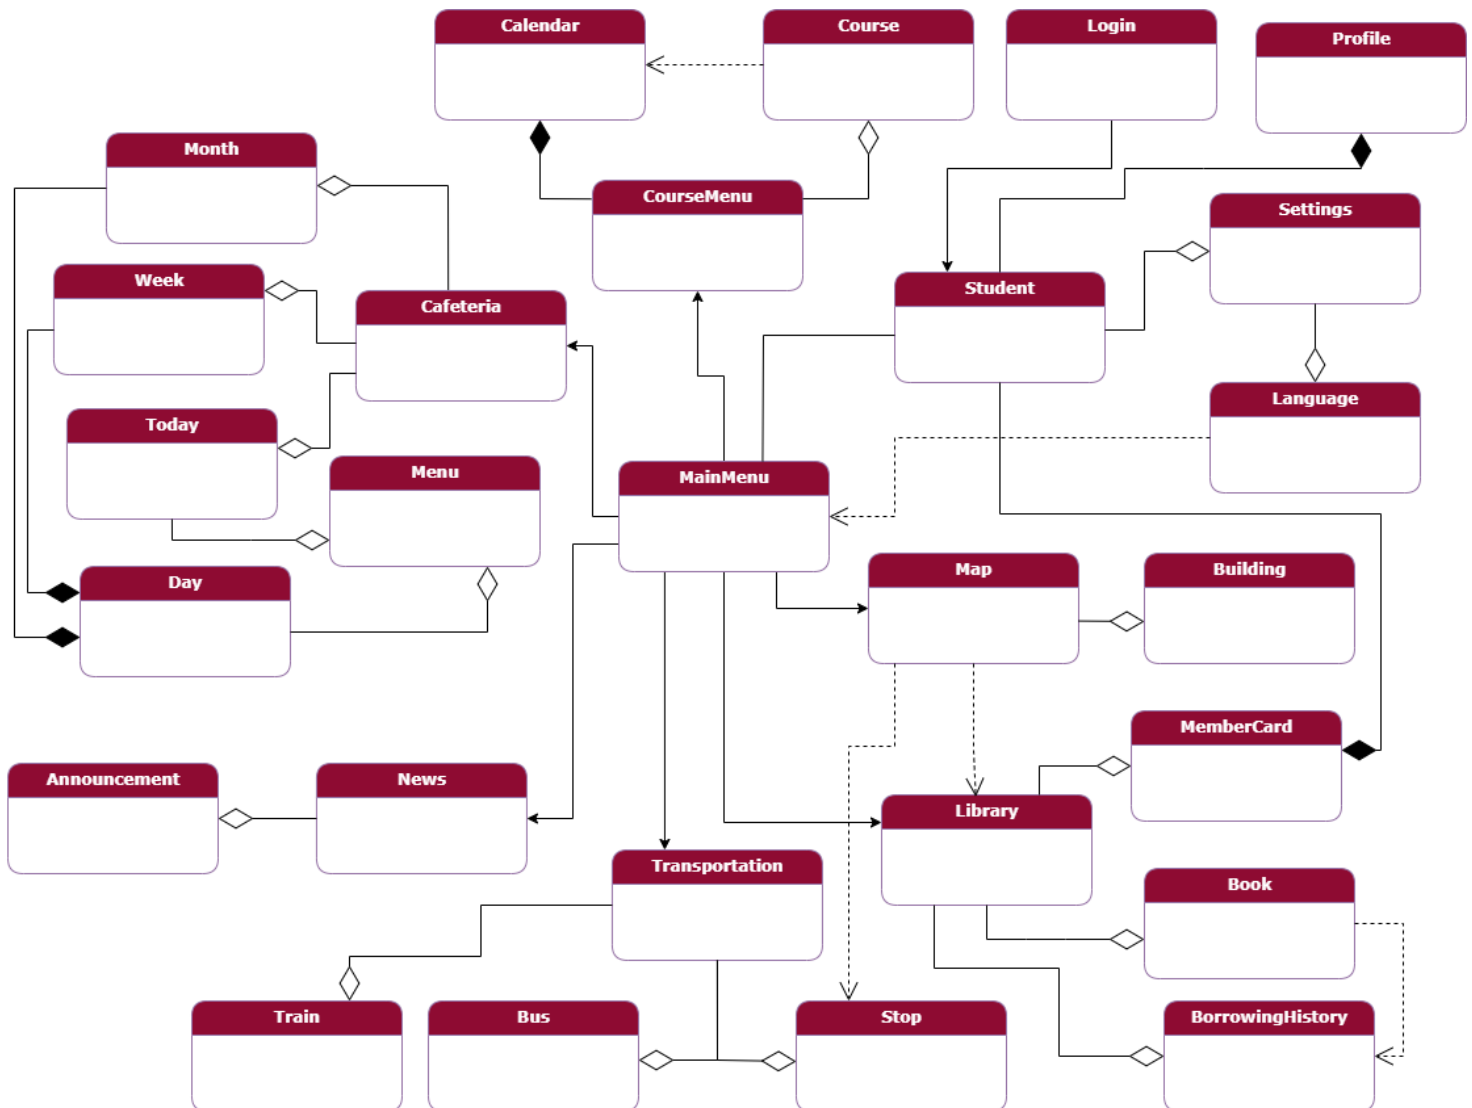 Calendar
Course
Login
Profile
Month
CourseMenu
Settings
Week
Cafeteria
Student
Today
Menu
MainMenu
Language
Day
Map
Building
Announcement
News
MemberCard
Library
Transportation
Book
Train
Bus
Stop
BorrowingHistory